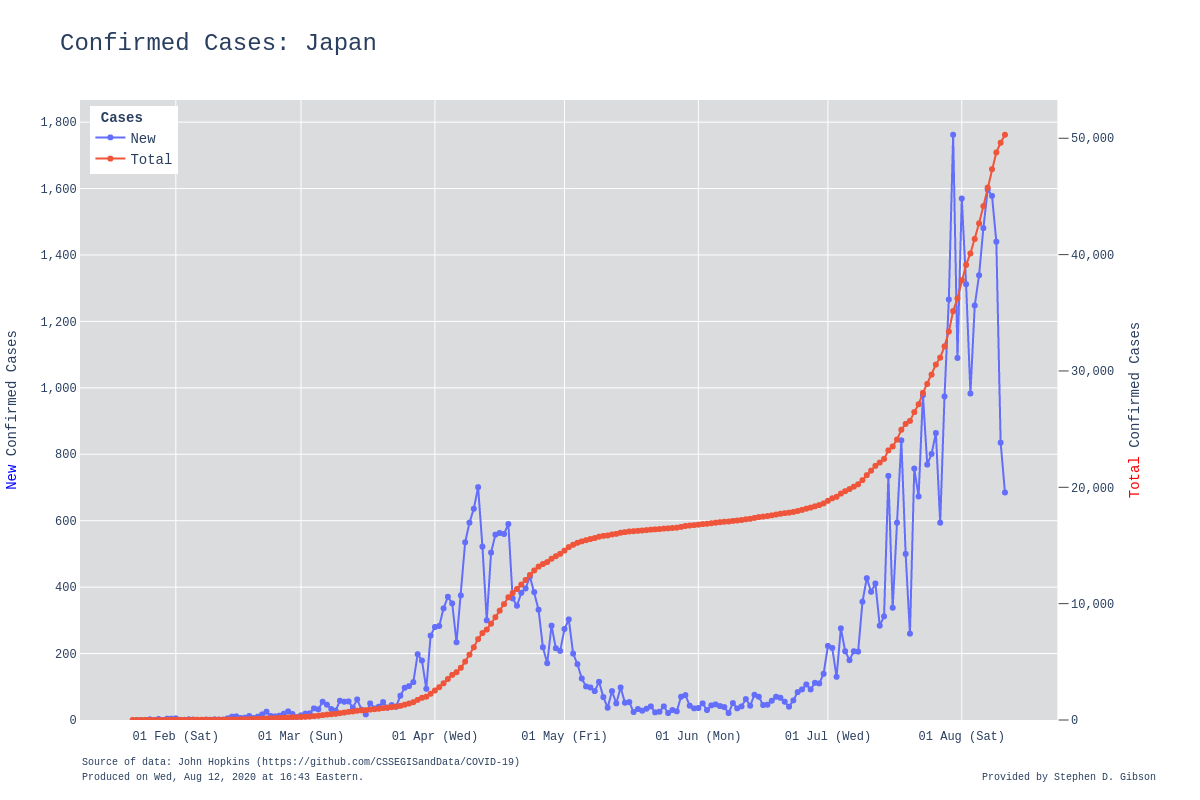 Confirmed Cases: Japan
Cases
New
Total
1,800
1,600
1,400
1,200
1,000
800
600
400
200
0
New Confirmed Cases
50,000
40,000
30,000
20,000
10,000
0
Total Confirmed Cases
01 Feb (Sat) 01 Mar (Sun) 01 Apr (Wed) 01 May (Fri) 01 Jun (Mon) 01 Jul (Wed) 01 Aug (Sat)
Source of data: John Hopkins (https://github.com/CSSEGISandData/COVID-19)
Produced on Wed, Aug 12, 2020 at 16:43 Eastern.
Provided by Stephen D. Gibson